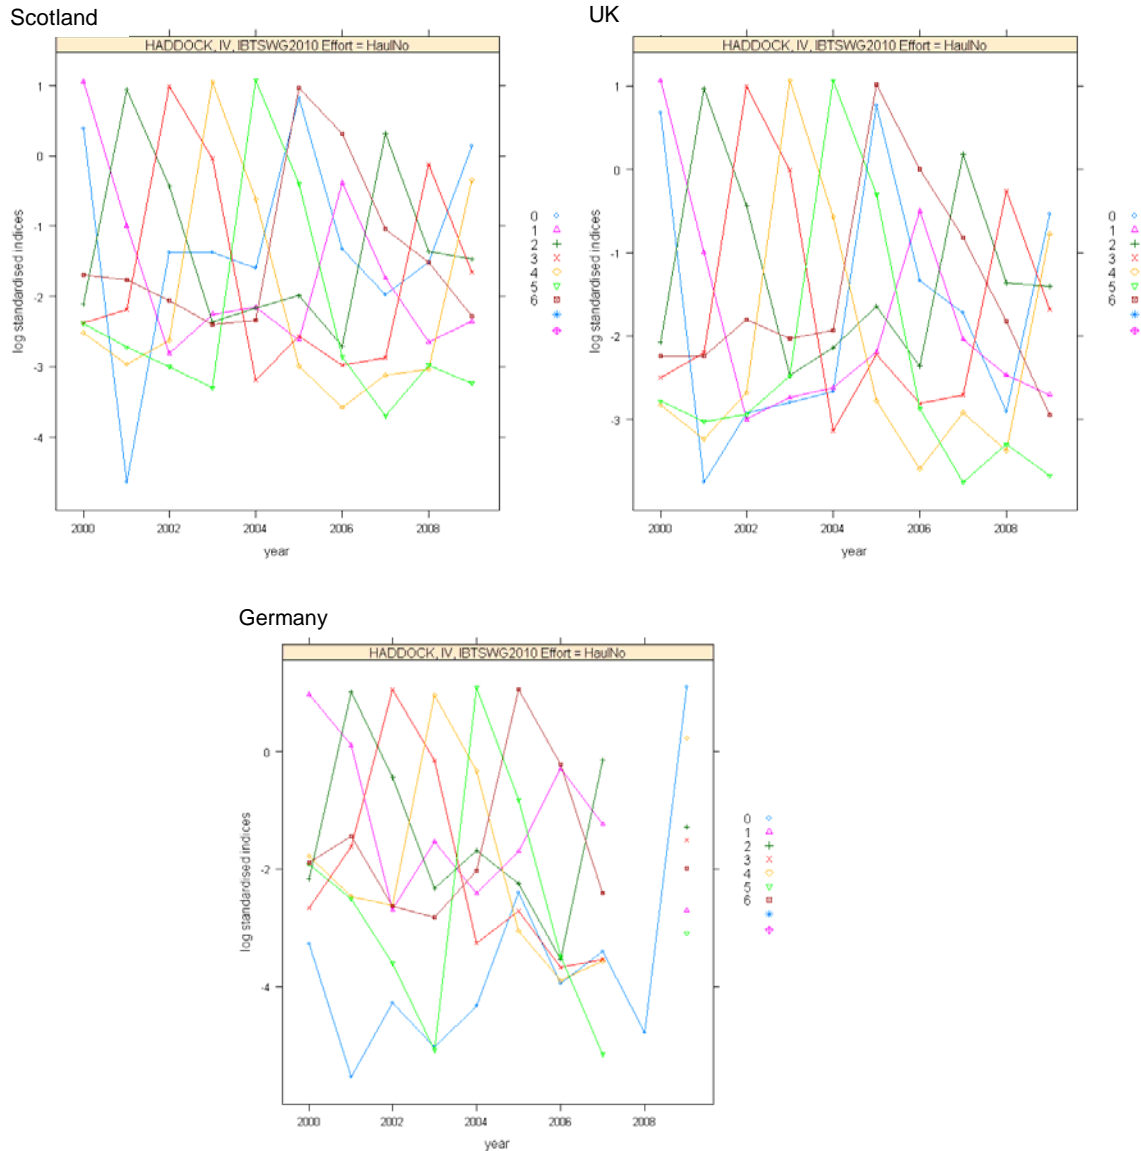 Scotland
HADDOCK, IV, IBTSWG2010 Effort = HaulNo
1
0
-1
-2
-3
-4
log standardised indices
2000 2002 2004 2006 2008
year
0
1
2
3
4
5
6
UK
HADDOCK, IV, IBTSWG2010 Effort = HaulNo
1
0
-1
-2
-3
log standardised indices
2000 2002 2004 2006 2008
year
0
1
2
3
4
5
6
Germany
HADDOCK, IV, IBTSWG2010 Effort = HaulNo
0
-2
-4
log standardised indices
2000 2002 2004 2006 2008
year
0
1
2
3
4
5
6